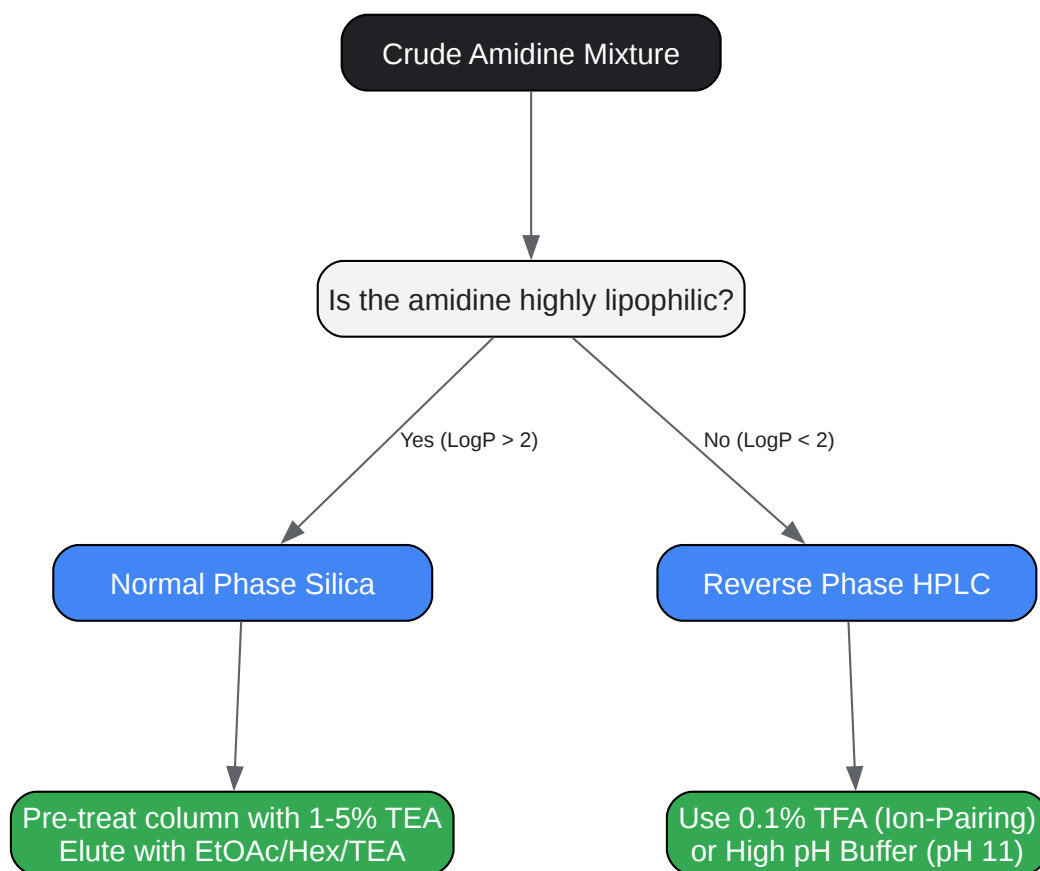 Crude Amidine Mixture
Is the amidine highly lipophilic?
Yes (LogP > 2)
No (LogP < 2)
Normal Phase Silica
Reverse Phase HPLC
Pre-treat column with 1-5% TEA
Elute with EtOAc/Hex/TEA
Use 0.1% TFA (Ion-Pairing)
or High pH Buffer (pH 11)